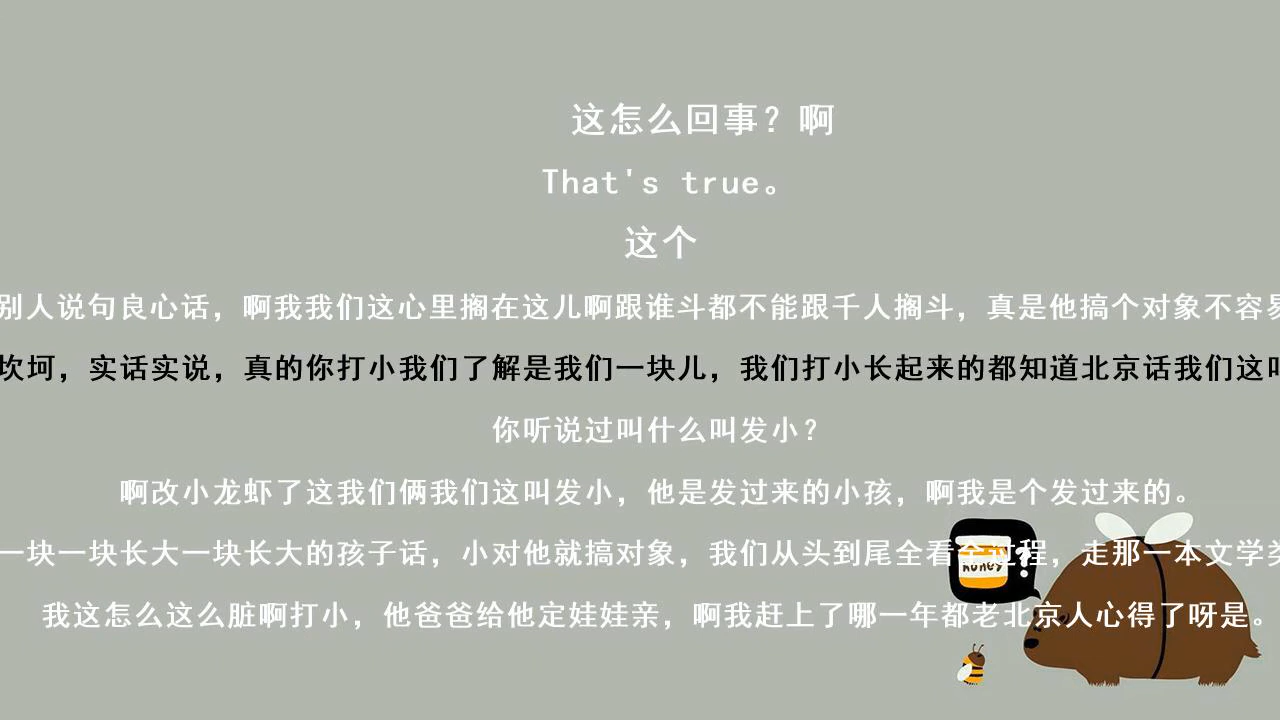 这怎么回事？啊
That's true。
这个
别人说句良心话，啊我我们这心里搁在这儿啊跟谁斗都不能跟千人搁斗，真是他搞个对象不容易
坎坷，实话实说，真的你打小我们了解是我们一块儿，我们打小长起来的都知道北京话我们这叫
你听说过叫什么叫发小？
啊改小龙虾了这我们俩我们这叫发小，他是发过来的小孩，啊我是个发过来的。
一块一块长大一块长大的孩子话，小对他就搞对象，我们从头到尾全看全过程，走那一本文学类
honey?
我这怎么这么脏啊打小，他爸爸给他定娃娃亲，啊我赶上了哪一年都老北京人心得了呀是。